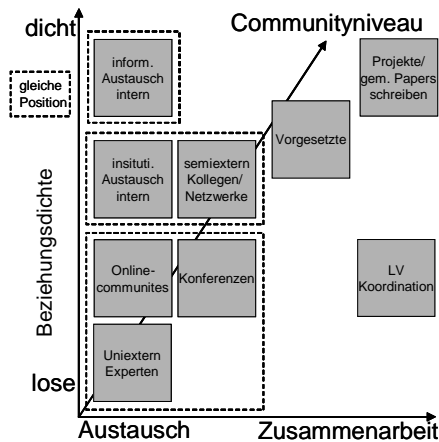 dicht
Communityniveau
inform.
Austausch
intern
Projekte/
gem. Papers
schreiben
gleiche
Position
Vorgesetzte
insituti.
Austausch
intern
semiextern
Kollegen/
Netzwerke
Beziehungsdichte
Online-
communites
Konferenzen
LV
Koordination
Uniextern
Experten
lose
Austausch
Zusammenarbeit